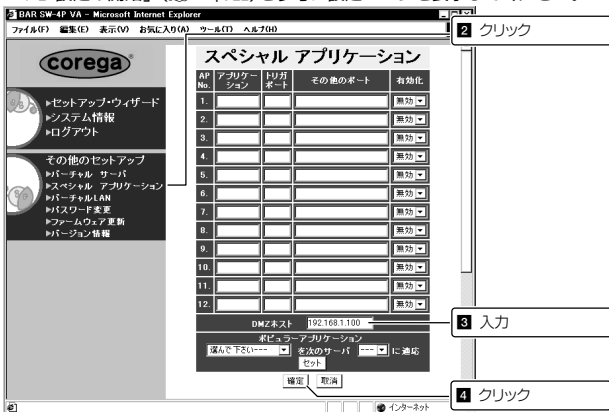 BAR SW-4P VA - Microsoft Internet Explorer
ファイル(F) 編集(E) 表示(V) お気に入り(A) ツール(T) ヘルプ(H)
2 クリック
corega
スペシャル アプリケーション
AP No. アプリケーション トリガポート その他のポート 有効化
▶セットアップ・ウィザード
▶システム情報
▶ログアウト
その他のセットアップ
▶バーチャル サーバ
▶スペシャル アプリケーション
▶バーチャルLAN
▶パスワード変更
▶ファームウェア更新
▶バージョン情報
1. 無効
2. 無効
3. 無効
4. 無効
5. 無効
6. 無効
7. 無効
8. 無効
9. 無効
10. 無効
11. 無効
12. 無効
DMZホスト 192.168.1.100
3 入力
ポピュラーアプリケーション
選んで下さい--- を次のサーバ --- に適応
セット
確定 取消
4 クリック
インターネット